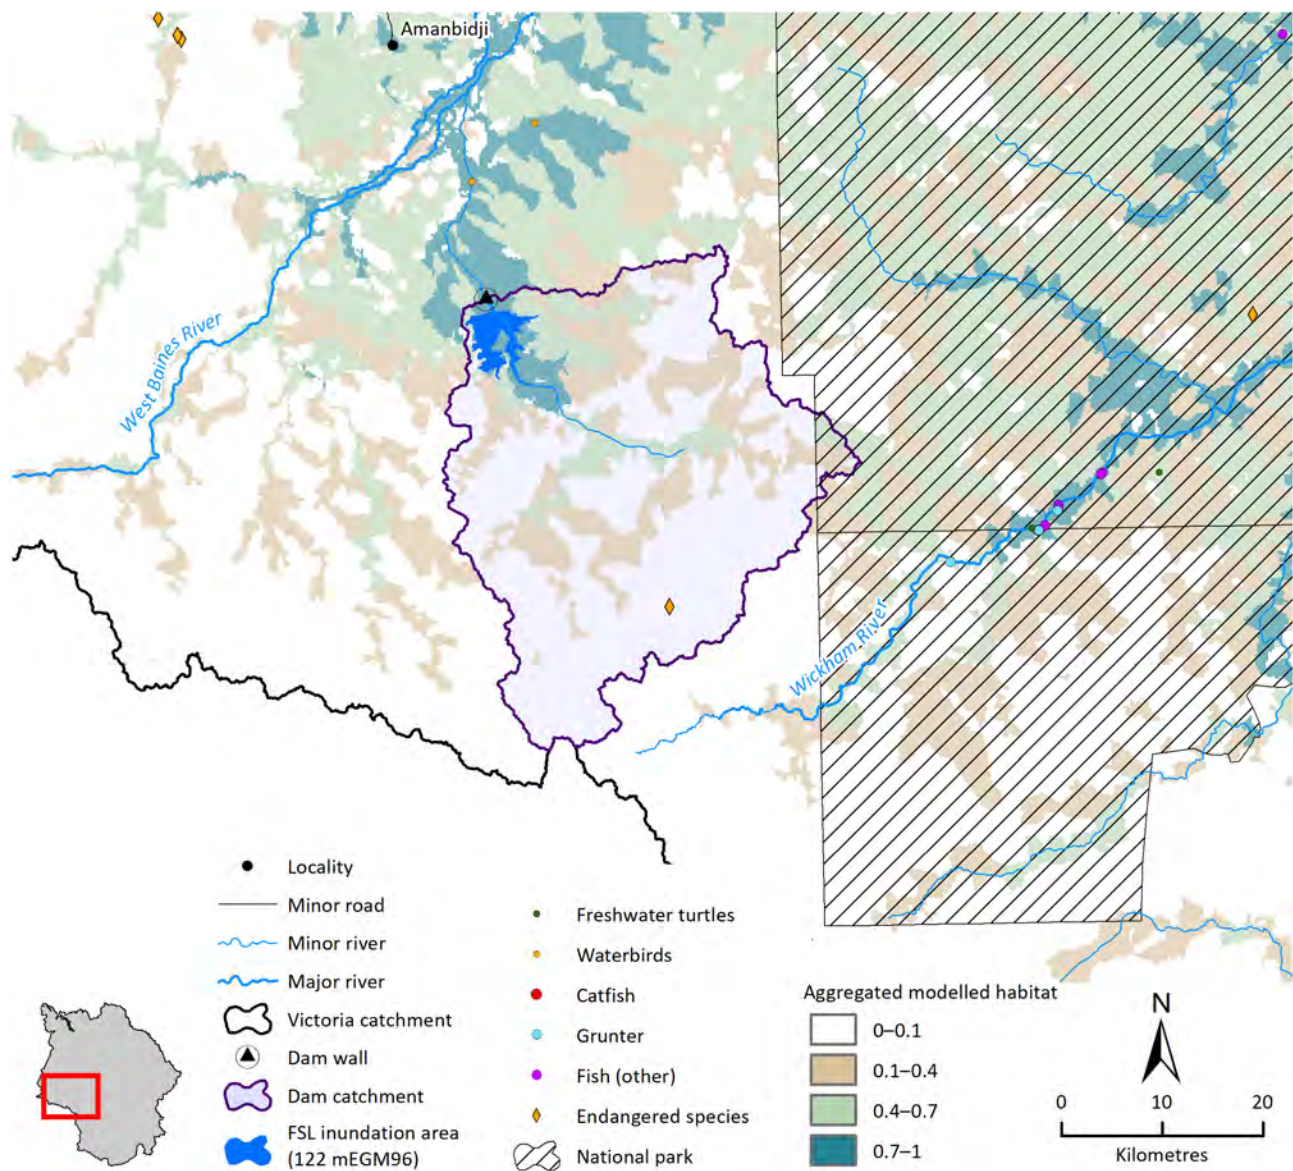 Amanbidji
West Baines River
Wickham River
Locality
Minor road
Minor river
Major river
Victoria catchment
Dam wall
Dam catchment
FSL inundation area
(122 mEGM96)
Freshwater turtles
Waterbirds
Catfish
Grunter
Fish (other)
Endangered species
National park
Aggregated modelled habitat
0–0.1
0.1–0.4
0.4–0.7
0.7–1
N
0 10 20
Kilometres